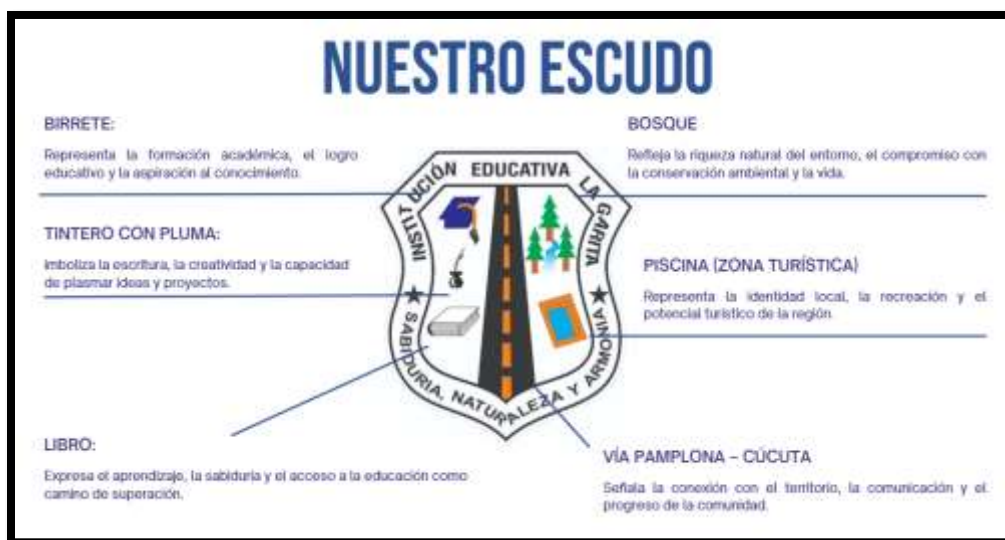 NUESTRO ESCUDO
BIRRETE:
Representa la formación académica, el logro
educativo y la aspiración al conocimiento.
TINTERO CON PLUMA:
imboliza la escritura, la creatividad y la capacidad
de plasmar ideas y proyectos.
LIBRO:
Expresa el aprendizaje, la sabiduría y el acceso a la educación como
camino de superación.
INSTITUCIÓN EDUCATIVA LA GARITA
SABIDURIA, NATURALEZA Y ARMONIA
BOSQUE
Refleja la riqueza natural del entorno, el compromiso con
la conservación ambiental y la vida.
PISCINA (ZONA TURÍSTICA)
Representa la identidad local, la recreación y el
potencial turístico de la región.
VÍA PAMPLONA – CÚCUTA
Señala la conexión con el territorio, la comunicación y el
progreso de la comunidad.